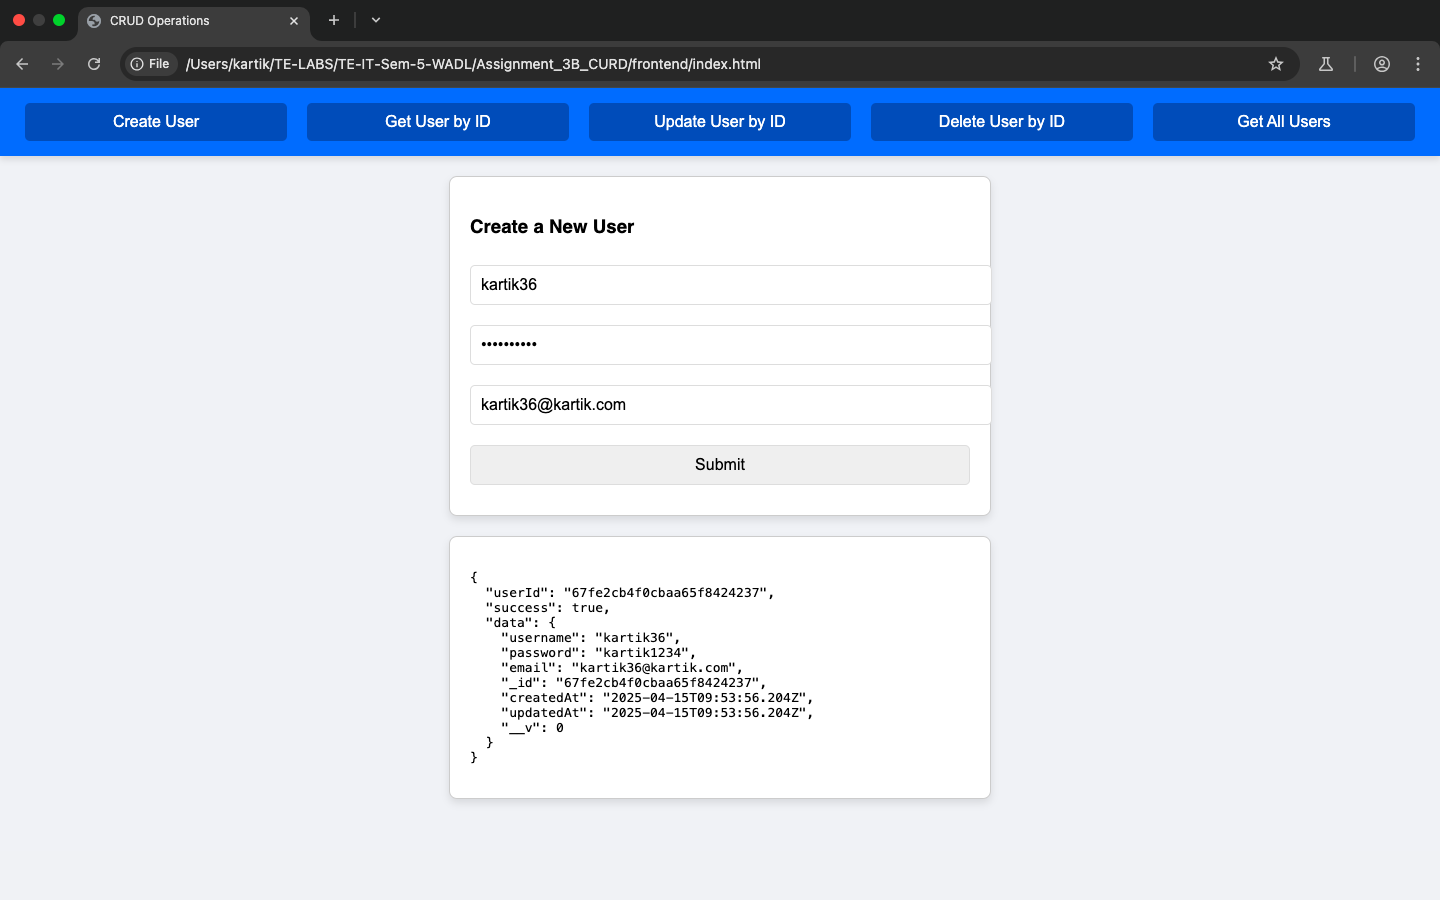 CRUD Operations
File /Users/kartik/TE-LABS/TE-IT-Sem-5-WADL/Assignment_3B_CURD/frontend/index.html
Create User Get User by ID Update User by ID Delete User by ID Get All Users
Create a New User
kartik36
••••••••••
kartik36@kartik.com
Submit
{
  "userId": "67fe2cb4f0cbaa65f8424237",
  "success": true,
  "data": {
    "username": "kartik36",
    "password": "kartik1234",
    "email": "kartik36@kartik.com",
    "_id": "67fe2cb4f0cbaa65f8424237",
    "createdAt": "2025-04-15T09:53:56.204Z",
    "updatedAt": "2025-04-15T09:53:56.204Z",
    "__v": 0
  }
}